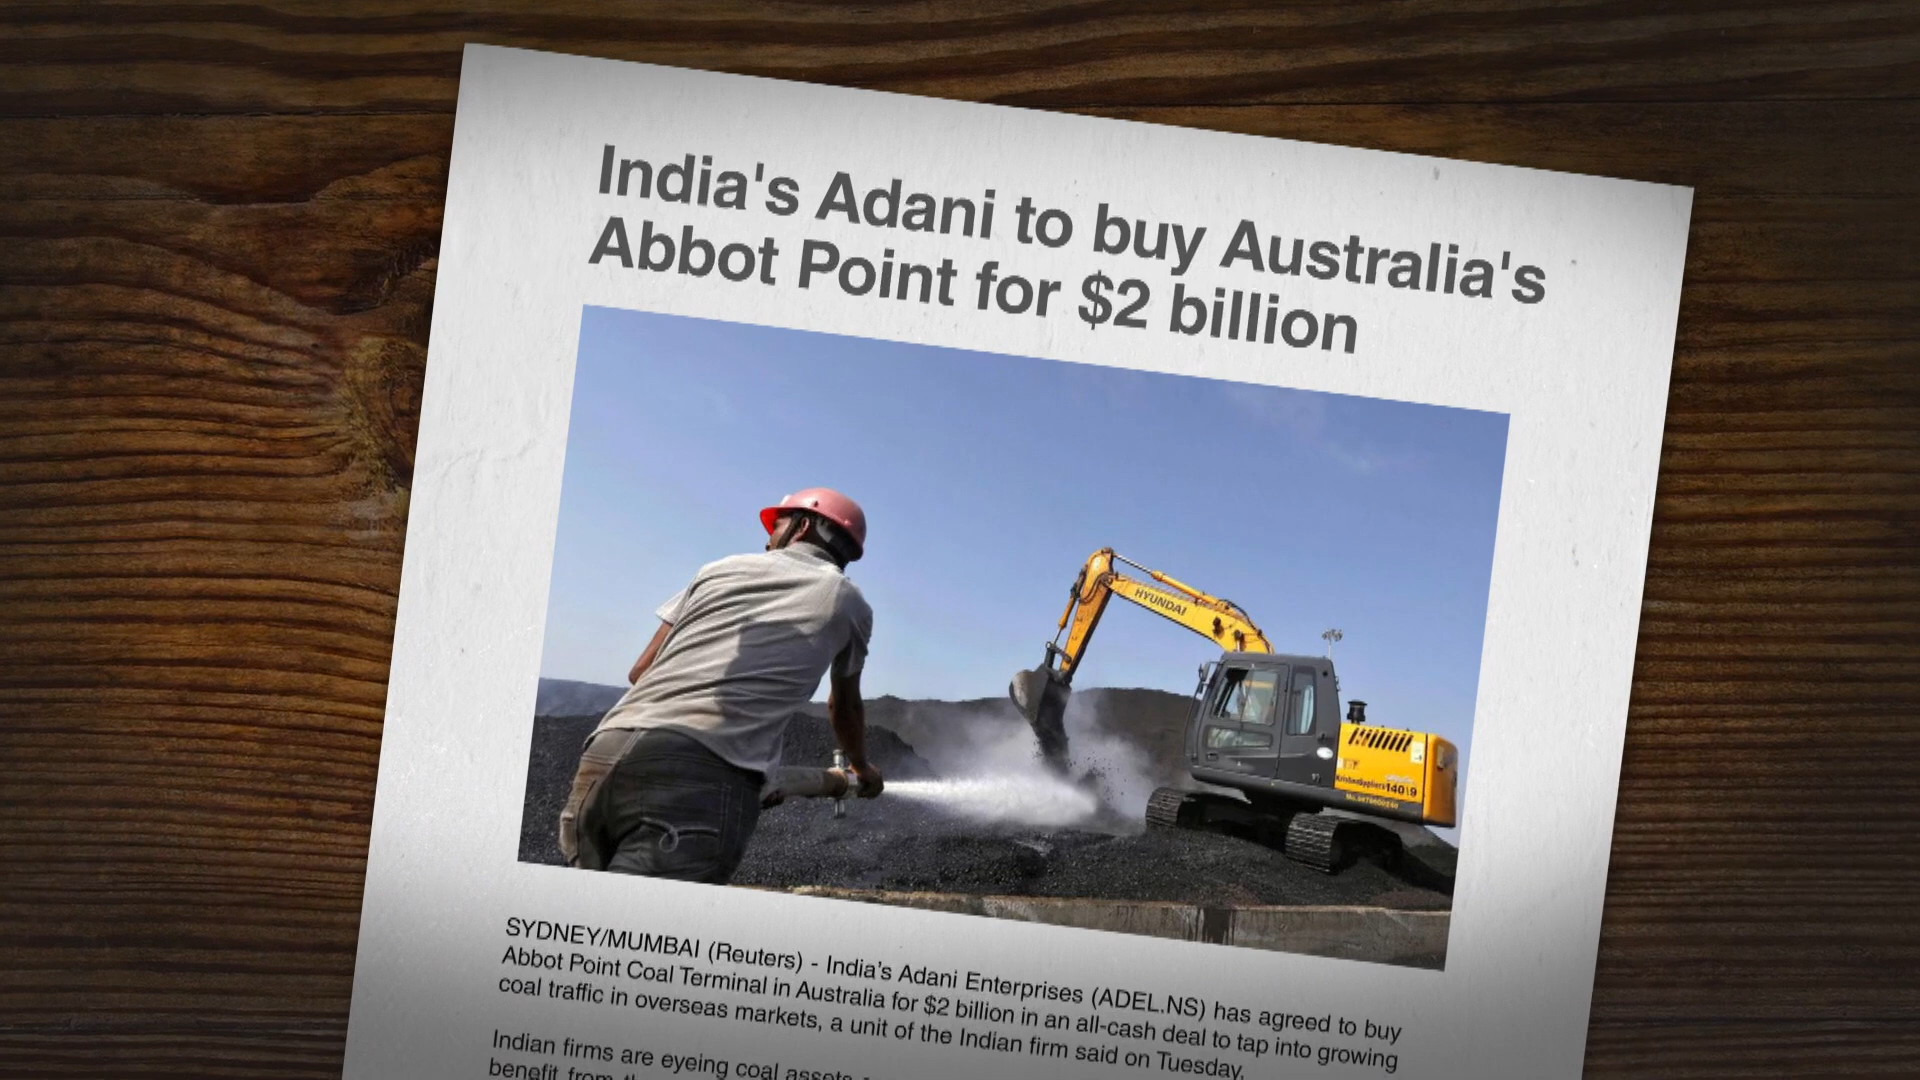 India's Adani to buy Australia's
Abbot Point for $2 billion
HYUNDAI
SYDNEY/MUMBAI (Reuters) - India’s Adani Enterprises (ADEL.NS) has agreed to buy
Abbot Point Coal Terminal in Australia for $2 billion in an all-cash deal to tap into growing
coal traffic in overseas markets, a unit of the Indian firm said on Tuesday.
Indian firms are eyeing coal assets
benefit from